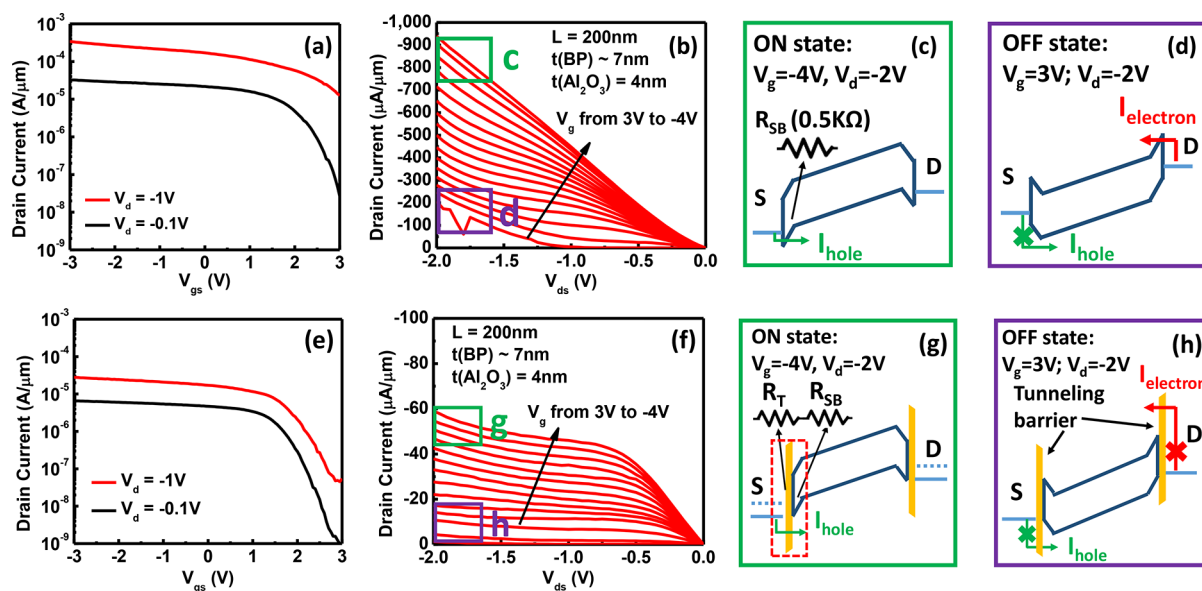 (a)
10⁻³
10⁻⁴
10⁻⁵
10⁻⁶
10⁻⁷
10⁻⁸
10⁻⁹
Drain Current (A/μm)
V_d = -1V
V_d = -0.1V
-3 -2 -1 0 1 2 3
V_gs (V)
(b)
-1,000
-900
-800
-700
-600
-500
-400
-300
-200
-100
0
Drain Current (μA/μm)
L = 200nm
t(BP) ~ 7nm
t(Al₂O₃) = 4nm
V_g from 3V to -4V
c
d
-2.0 -1.5 -1.0 -0.5 0.0
V_ds (V)
ON state:
(c)
V_g=-4V, V_d=-2V
R_SB (0.5KΩ)
S
D
I_hole
OFF state:
(d)
V_g=3V; V_d=-2V
I_electron
D
S
I_hole
(e)
10⁻³
10⁻⁴
10⁻⁵
10⁻⁶
10⁻⁷
10⁻⁸
10⁻⁹
Drain Current (A/μm)
V_d = -1V
V_d = -0.1V
-3 -2 -1 0 1 2 3
V_gs (V)
(f)
-100
-80
-60
-40
-20
0
Drain Current (μA/μm)
L = 200nm
t(BP) ~ 7nm
t(Al₂O₃) = 4nm
V_g from 3V to -4V
g
h
-2.0 -1.5 -1.0 -0.5 0.0
V_ds (V)
ON state:
(g)
V_g=-4V, V_d=-2V
R_T R_SB
D
S
I_hole
OFF state:
(h)
V_g=3V; V_d=-2V
Tunneling
barrier
I_electron
D
S
I_hole